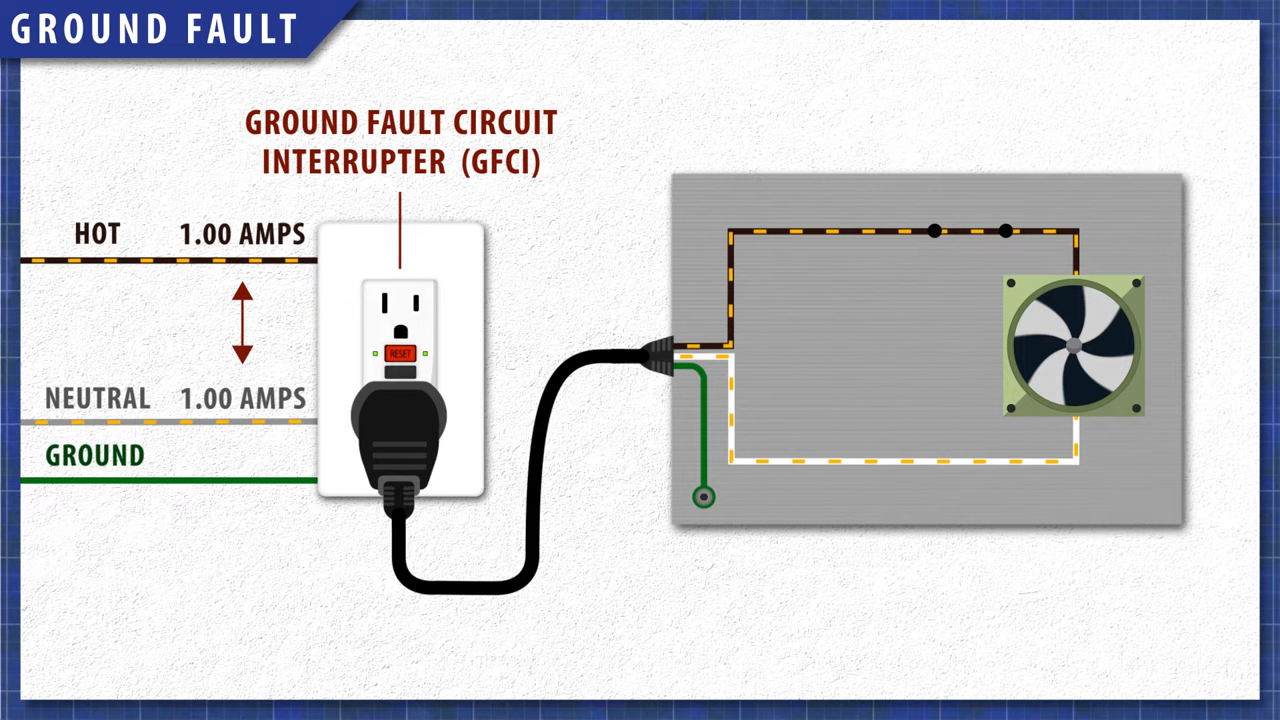 GROUND FAULT
GROUND FAULT CIRCUIT
INTERRUPTER (GFCI)
HOT 1.00 AMPS
RESET
NEUTRAL 1.00 AMPS
GROUND